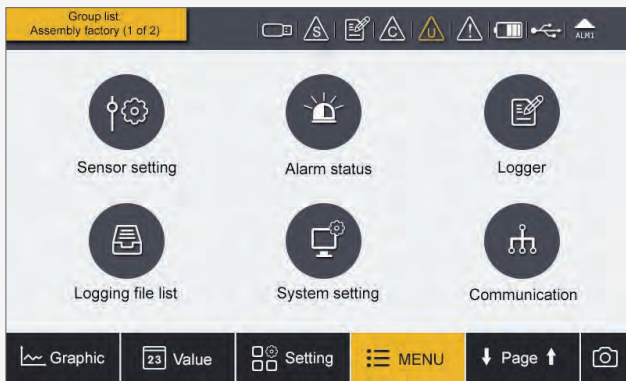 Group list
Assembly factory (1 of 2)
S
C
U
ALM1
Sensor setting
Alarm status
Logger
Logging file list
System setting
Communication
Graphic
23 Value
Setting
MENU
Page